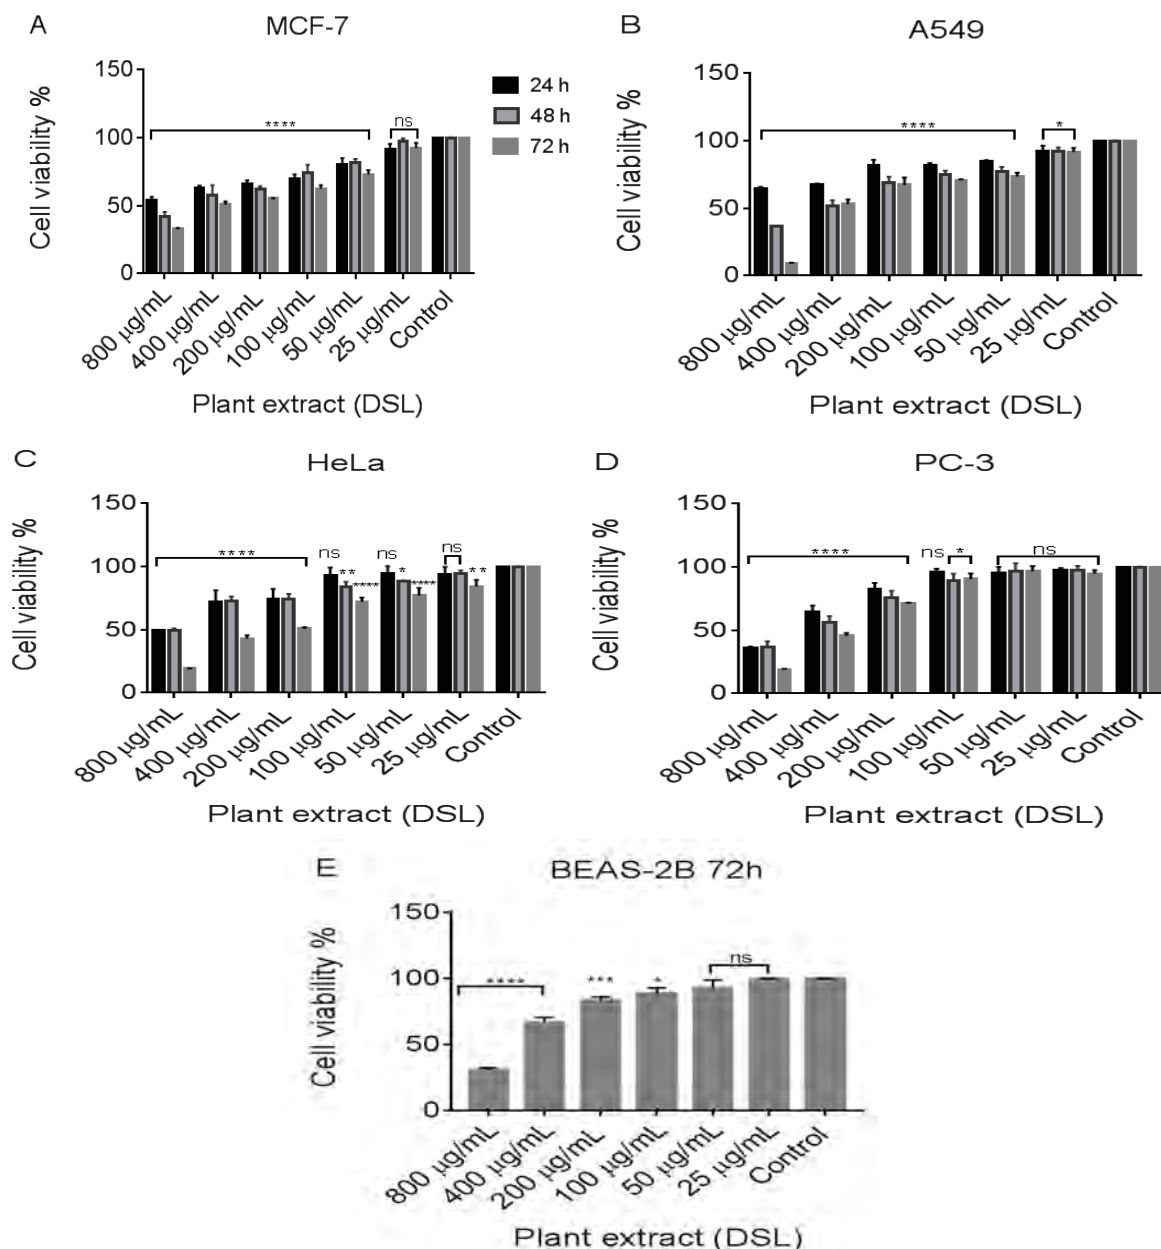 A
MCF-7
150
100
50
0
Cell viability %
****
ns
24 h
48 h
72 h
800 µg/mL
400 µg/mL
200 µg/mL
100 µg/mL
50 µg/mL
25 µg/mL
Control
Plant extract (DSL)
B
A549
150
100
50
0
Cell viability %
****
*
800 µg/mL
400 µg/mL
200 µg/mL
100 µg/mL
50 µg/mL
25 µg/mL
Control
Plant extract (DSL)
C
HeLa
150
100
50
0
Cell viability %
****
ns
**
****
ns
*
****
ns
**
800 µg/mL
400 µg/mL
200 µg/mL
100 µg/mL
50 µg/mL
25 µg/mL
Control
Plant extract (DSL)
D
PC-3
150
100
50
0
Cell viability %
****
ns
*
ns
800 µg/mL
400 µg/mL
200 µg/mL
100 µg/mL
50 µg/mL
25 µg/mL
Control
Plant extract (DSL)
E
BEAS-2B 72h
150
100
50
0
Cell viability %
****
***
*
ns
800 µg/mL
400 µg/mL
200 µg/mL
100 µg/mL
50 µg/mL
25 µg/mL
Control
Plant extract (DSL)